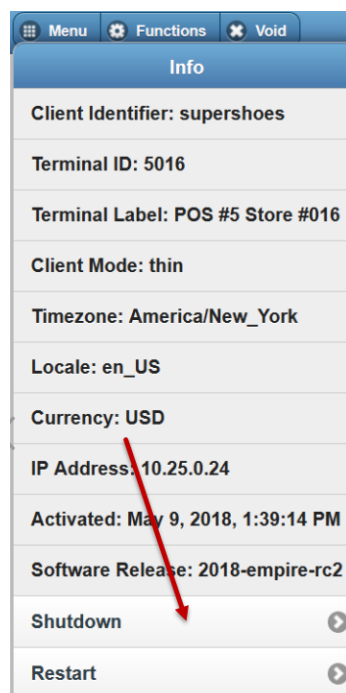 Menu Functions Void
Info
Client Identifier: supershoes
Terminal ID: 5016
Terminal Label: POS #5 Store #016
Client Mode: thin
Timezone: America/New_York
Locale: en_US
Currency: USD
IP Address: 10.25.0.24
Activated: May 9, 2018, 1:39:14 PM
Software Release: 2018-empire-rc2
Shutdown
Restart